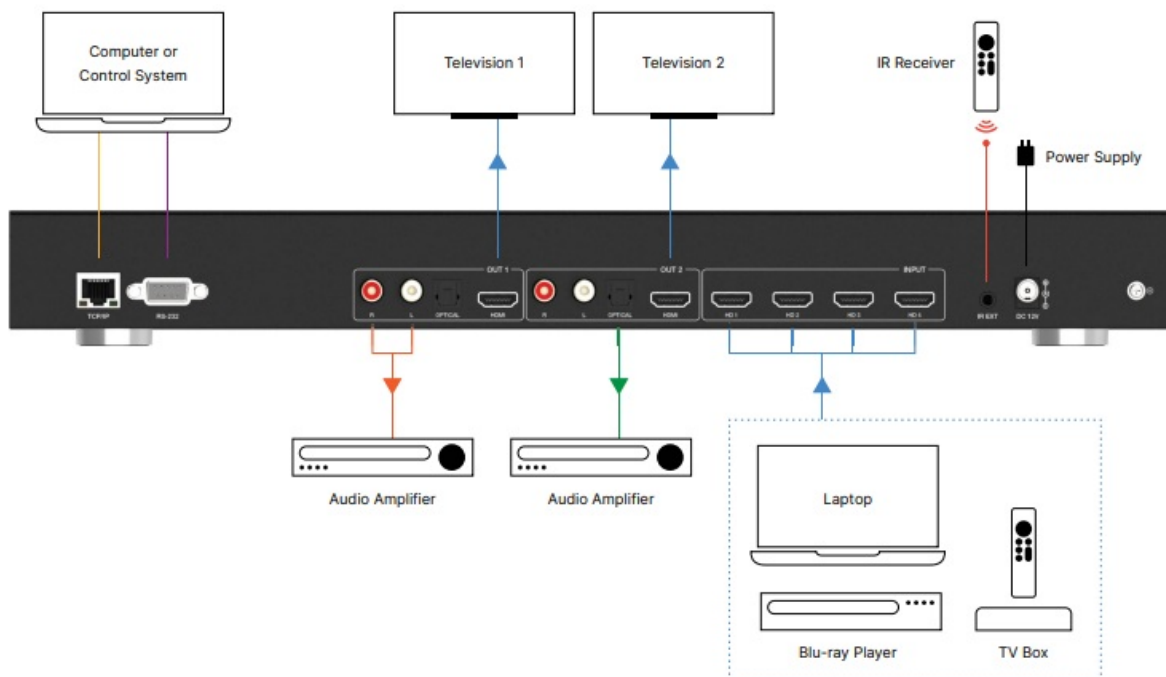 Computer or
Control System
Television 1
Television 2
IR Receiver
Power Supply
OUT 1
OUT 2
INPUT
TCP/IP
RS-232
R
L
OPTICAL
HDMI
R
L
OPTICAL
HDMI
HD 1
HD 2
HD 3
HD 4
IR EXT
DC 12V
Audio Amplifier
Audio Amplifier
Laptop
Blu-ray Player
TV Box